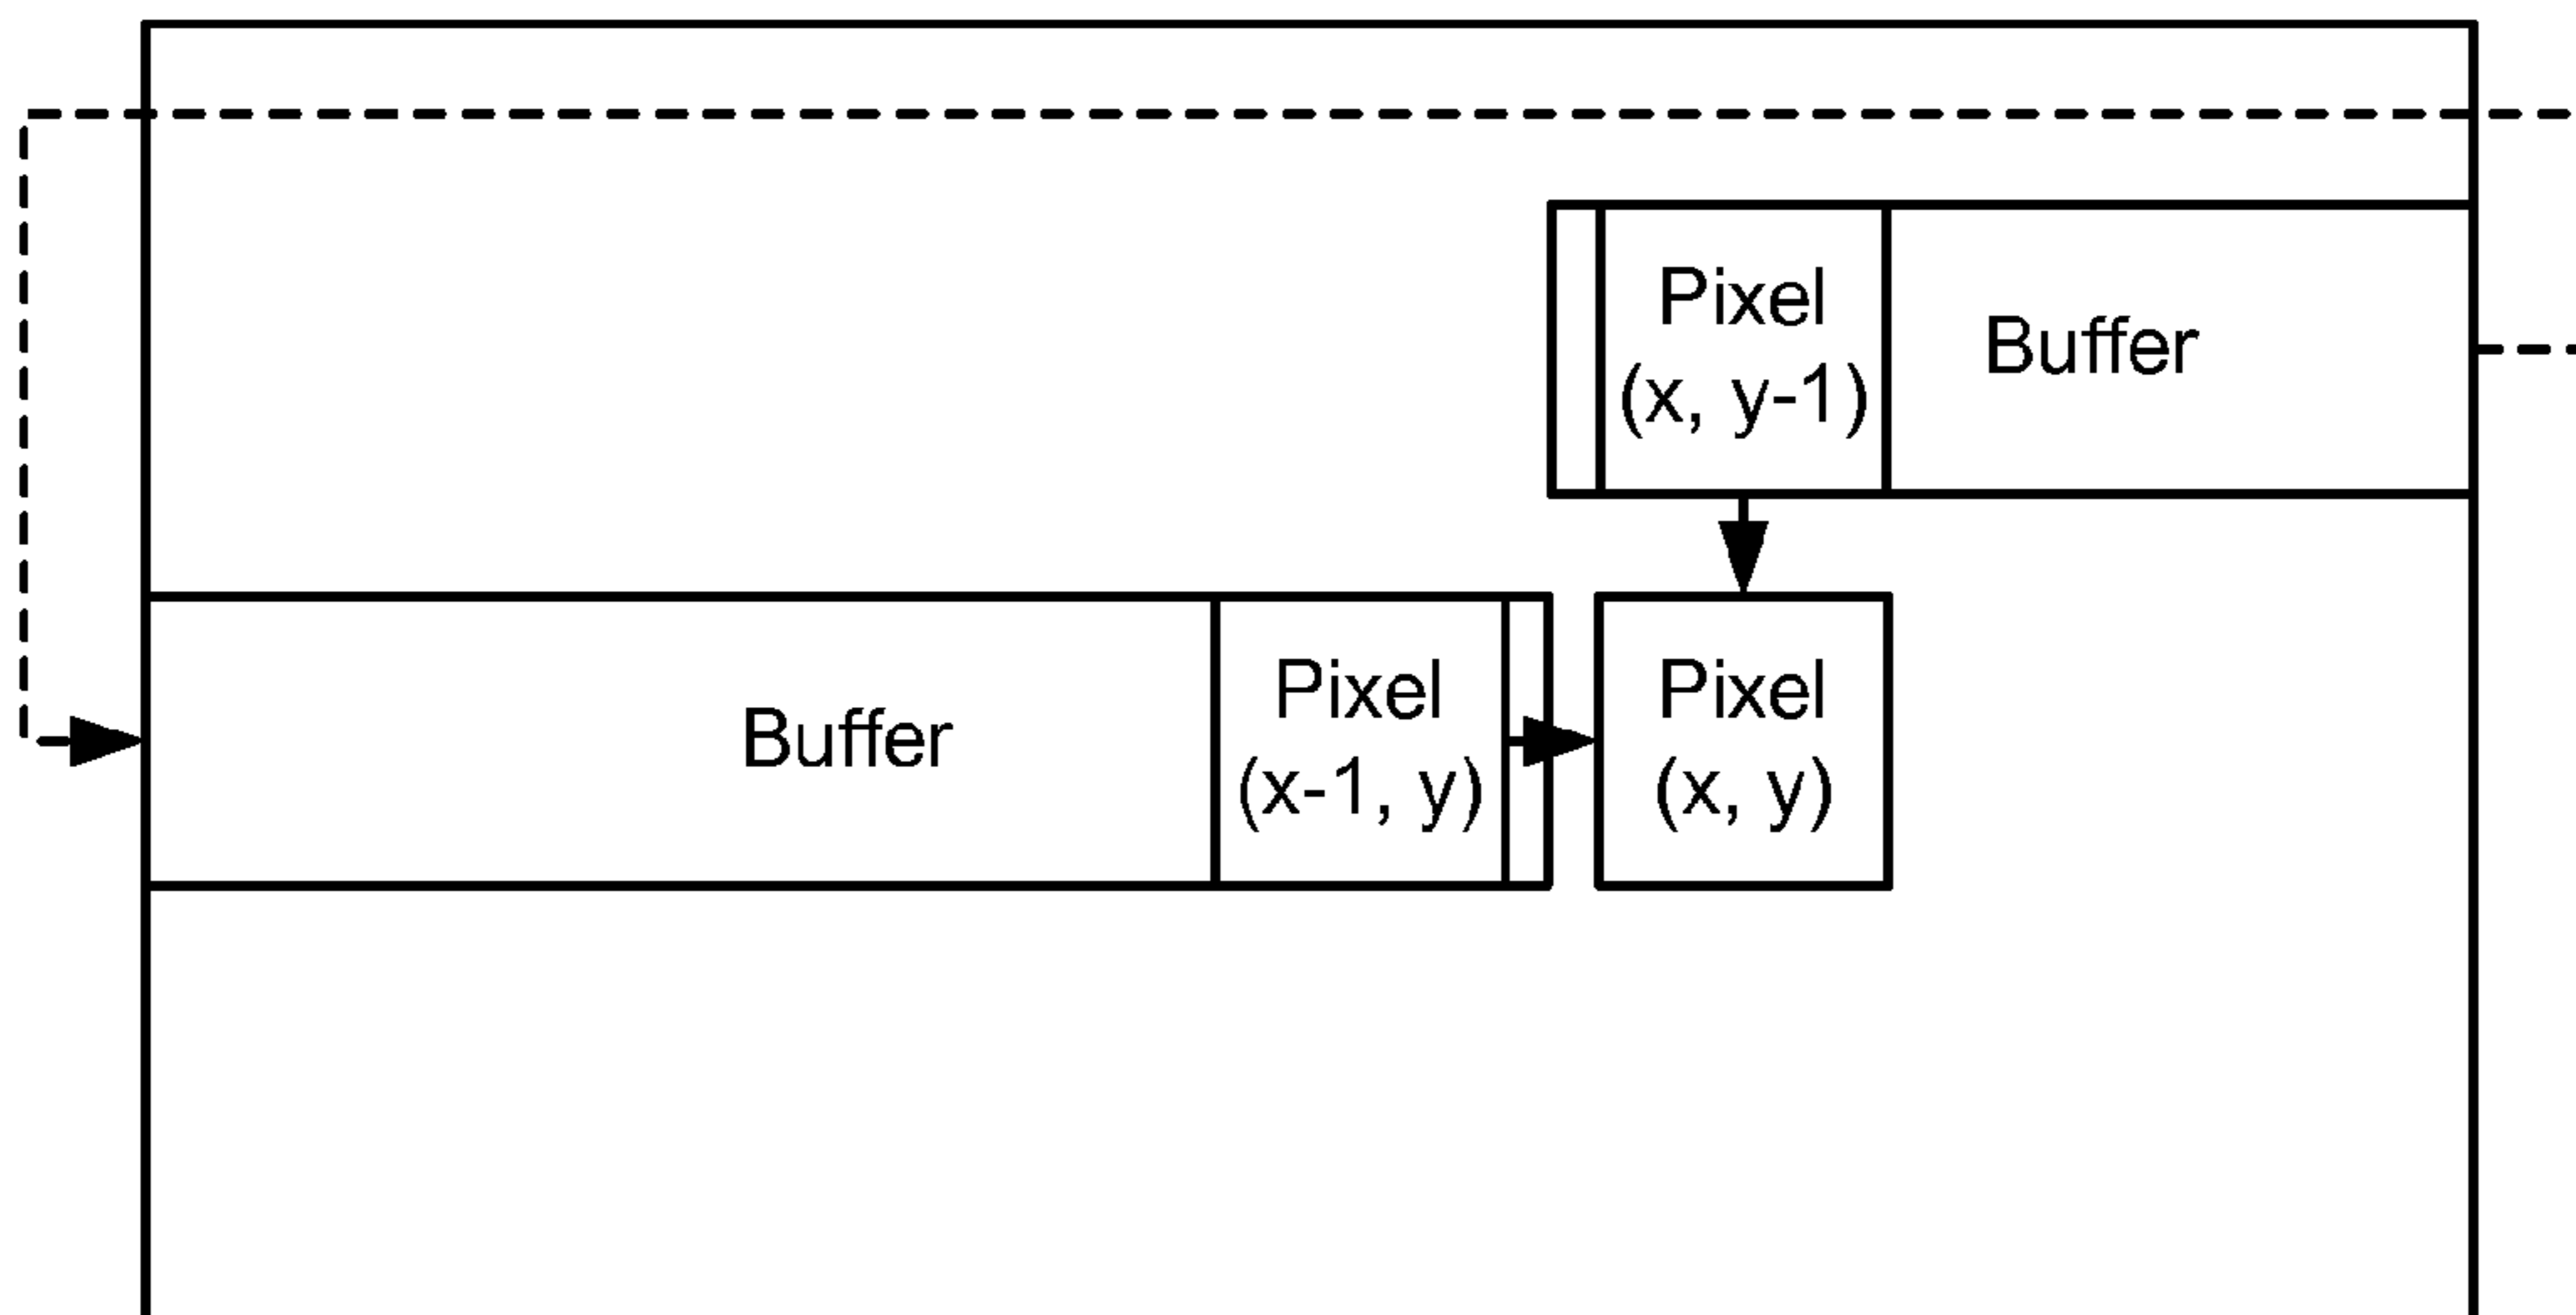 Pixel
(x, y-1)
Buffer
Buffer
Pixel
(x-1, y)
Pixel
(x, y)